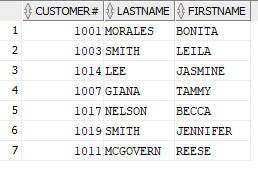 CUSTOMER# LASTNAME FIRSTNAME
1 1001 MORALES BONITA
2 1003 SMITH LEILA
3 1014 LEE JASMINE
4 1007 GIANA TAMMY
5 1017 NELSON BECCA
6 1019 SMITH JENNIFER
7 1011 MCGOVERN REESE